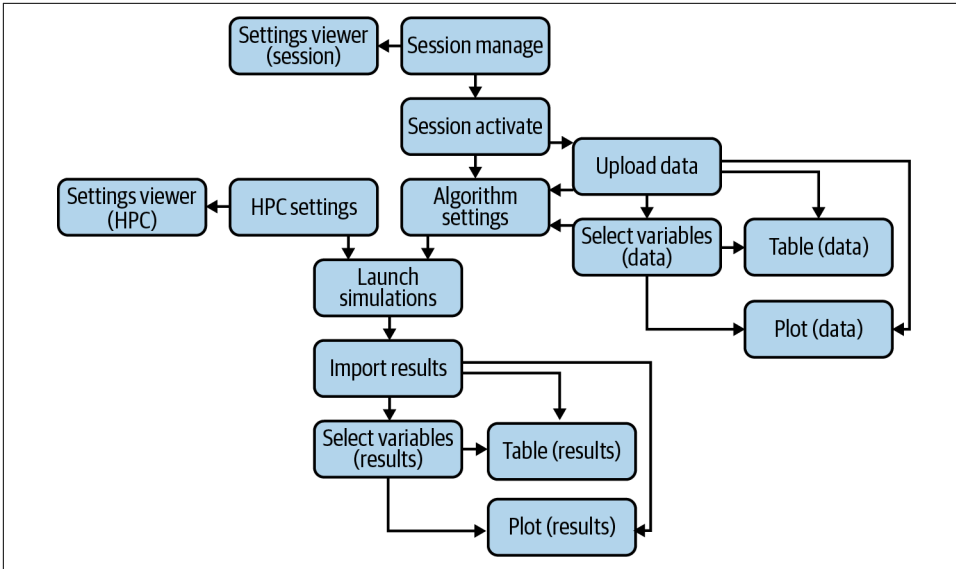 Settings viewer
(session)
Session manage
Session activate
Upload data
Settings viewer
(HPC)
HPC settings
Algorithm
settings
Select variables
(data)
Table (data)
Launch
simulations
Plot (data)
Import results
Select variables
(results)
Table (results)
Plot (results)